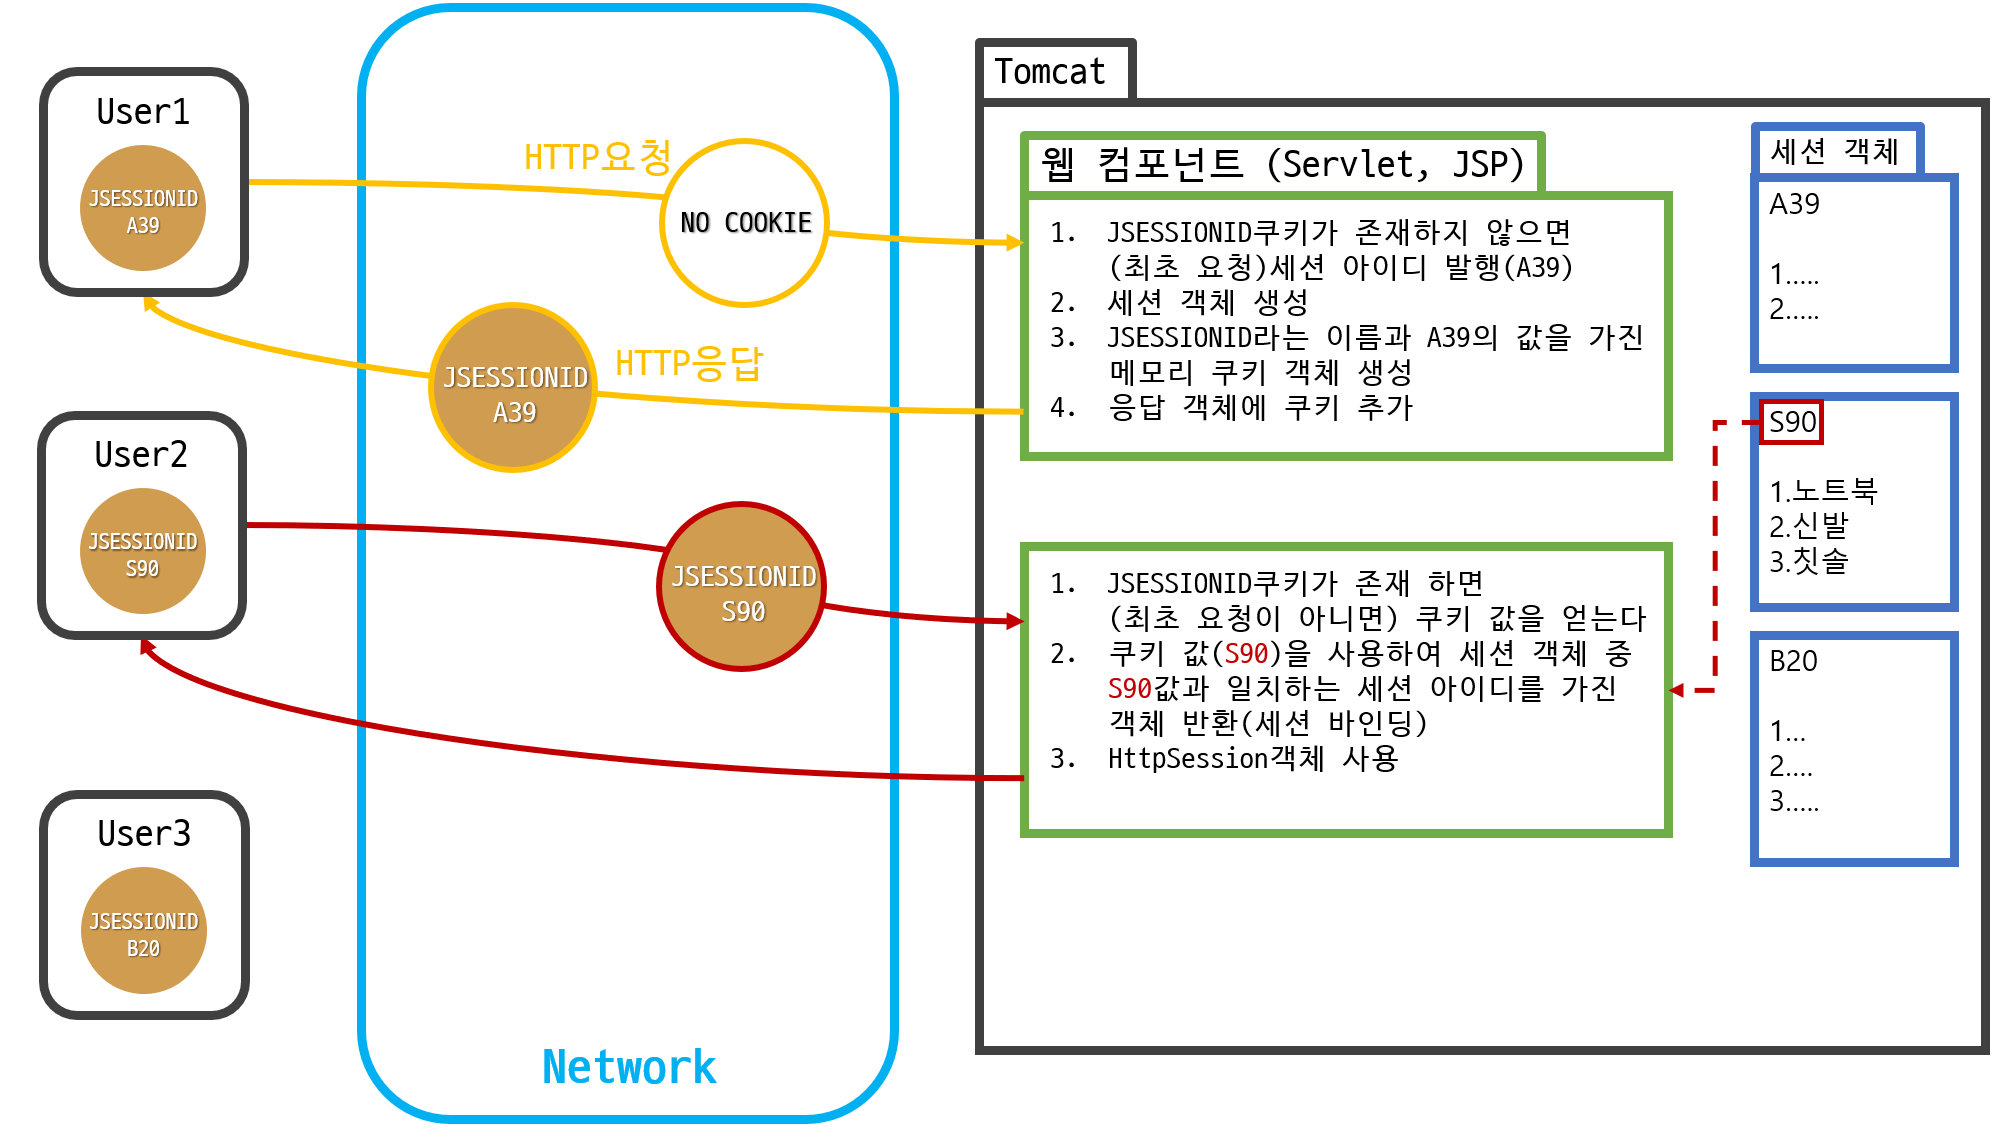 User1
JSESSIONID
A39
User2
JSESSIONID
S90
User3
JSESSIONID
B20
HTTP요청
NO COOKIE
JSESSIONID
A39
HTTP응답
JSESSIONID
S90
Network
Tomcat
웹 컴포넌트 (Servlet, JSP)
1. JSESSIONID쿠키가 존재하지 않으면
(최초 요청)세션 아이디 발행(A39)
2. 세션 객체 생성
3. JSESSIONID라는 이름과 A39의 값을 가진
메모리 쿠키 객체 생성
4. 응답 객체에 쿠키 추가
1. JSESSIONID쿠키가 존재 하면
(최초 요청이 아니면) 쿠키 값을 얻는다
2. 쿠키 값(S90)을 사용하여 세션 객체 중
S90값과 일치하는 세션 아이디를 가진
객체 반환(세션 바인딩)
3. HttpSession객체 사용
세션 객체
A39
1.....
2.....
S90
1.노트북
2.신발
3.칫솔
B20
1...
2....
3.....